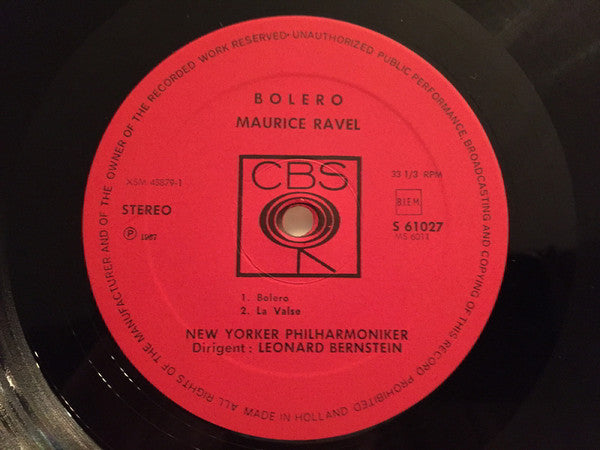 ALL RIGHTS OF THE MANUFACTURER AND OF THE OWNER OF THE RECORDED WORK RESERVED · UNAUTHORIZED PUBLIC PERFORMANCE, BROADCASTING AND COPYING OF THIS RECORD PROHIBITED
BOLERO
MAURICE RAVEL
CBS
XSM 45879-1
33 1/3 RPM
B.I.E.M.
STEREO
S 61027
MS 6011
Ⓟ 1967
1. Bolero
2. La Valse
NEW YORKER PHILHARMONIKER
Dirigent: LEONARD BERNSTEIN
MADE IN HOLLAND